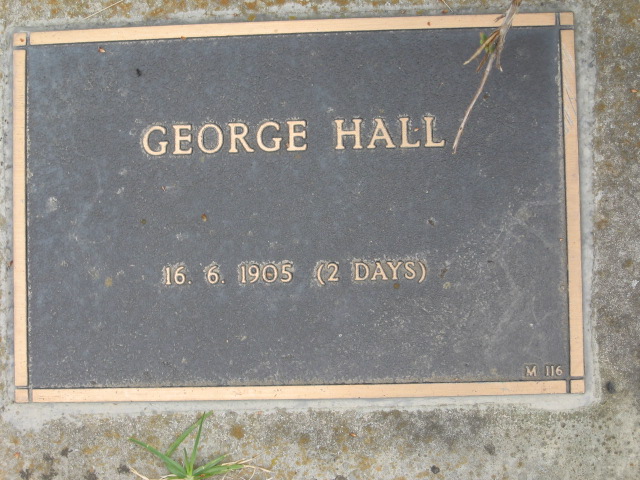 GEORGE HALL
16. 6. 1905 (2 DAYS)
M 116